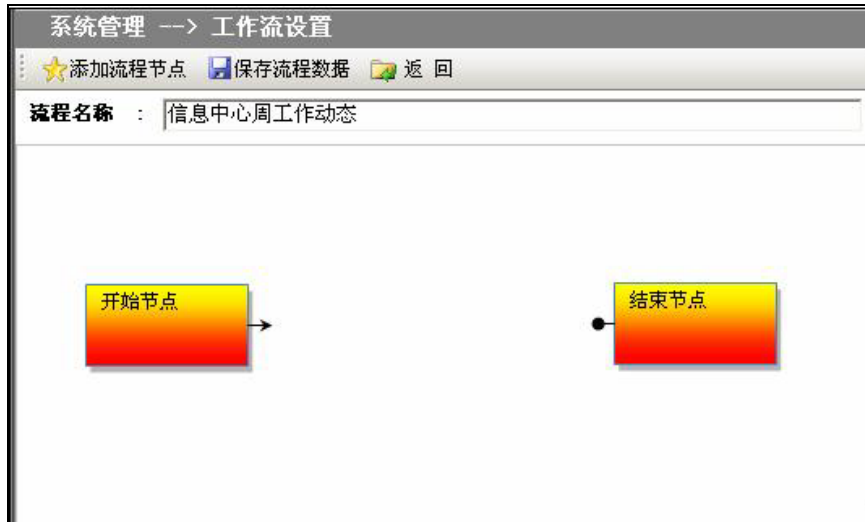 系统管理 --> 工作流设置
添加流程节点 保存流程数据 返 回
流程名称 : 信息中心周工作动态
开始节点 结束节点